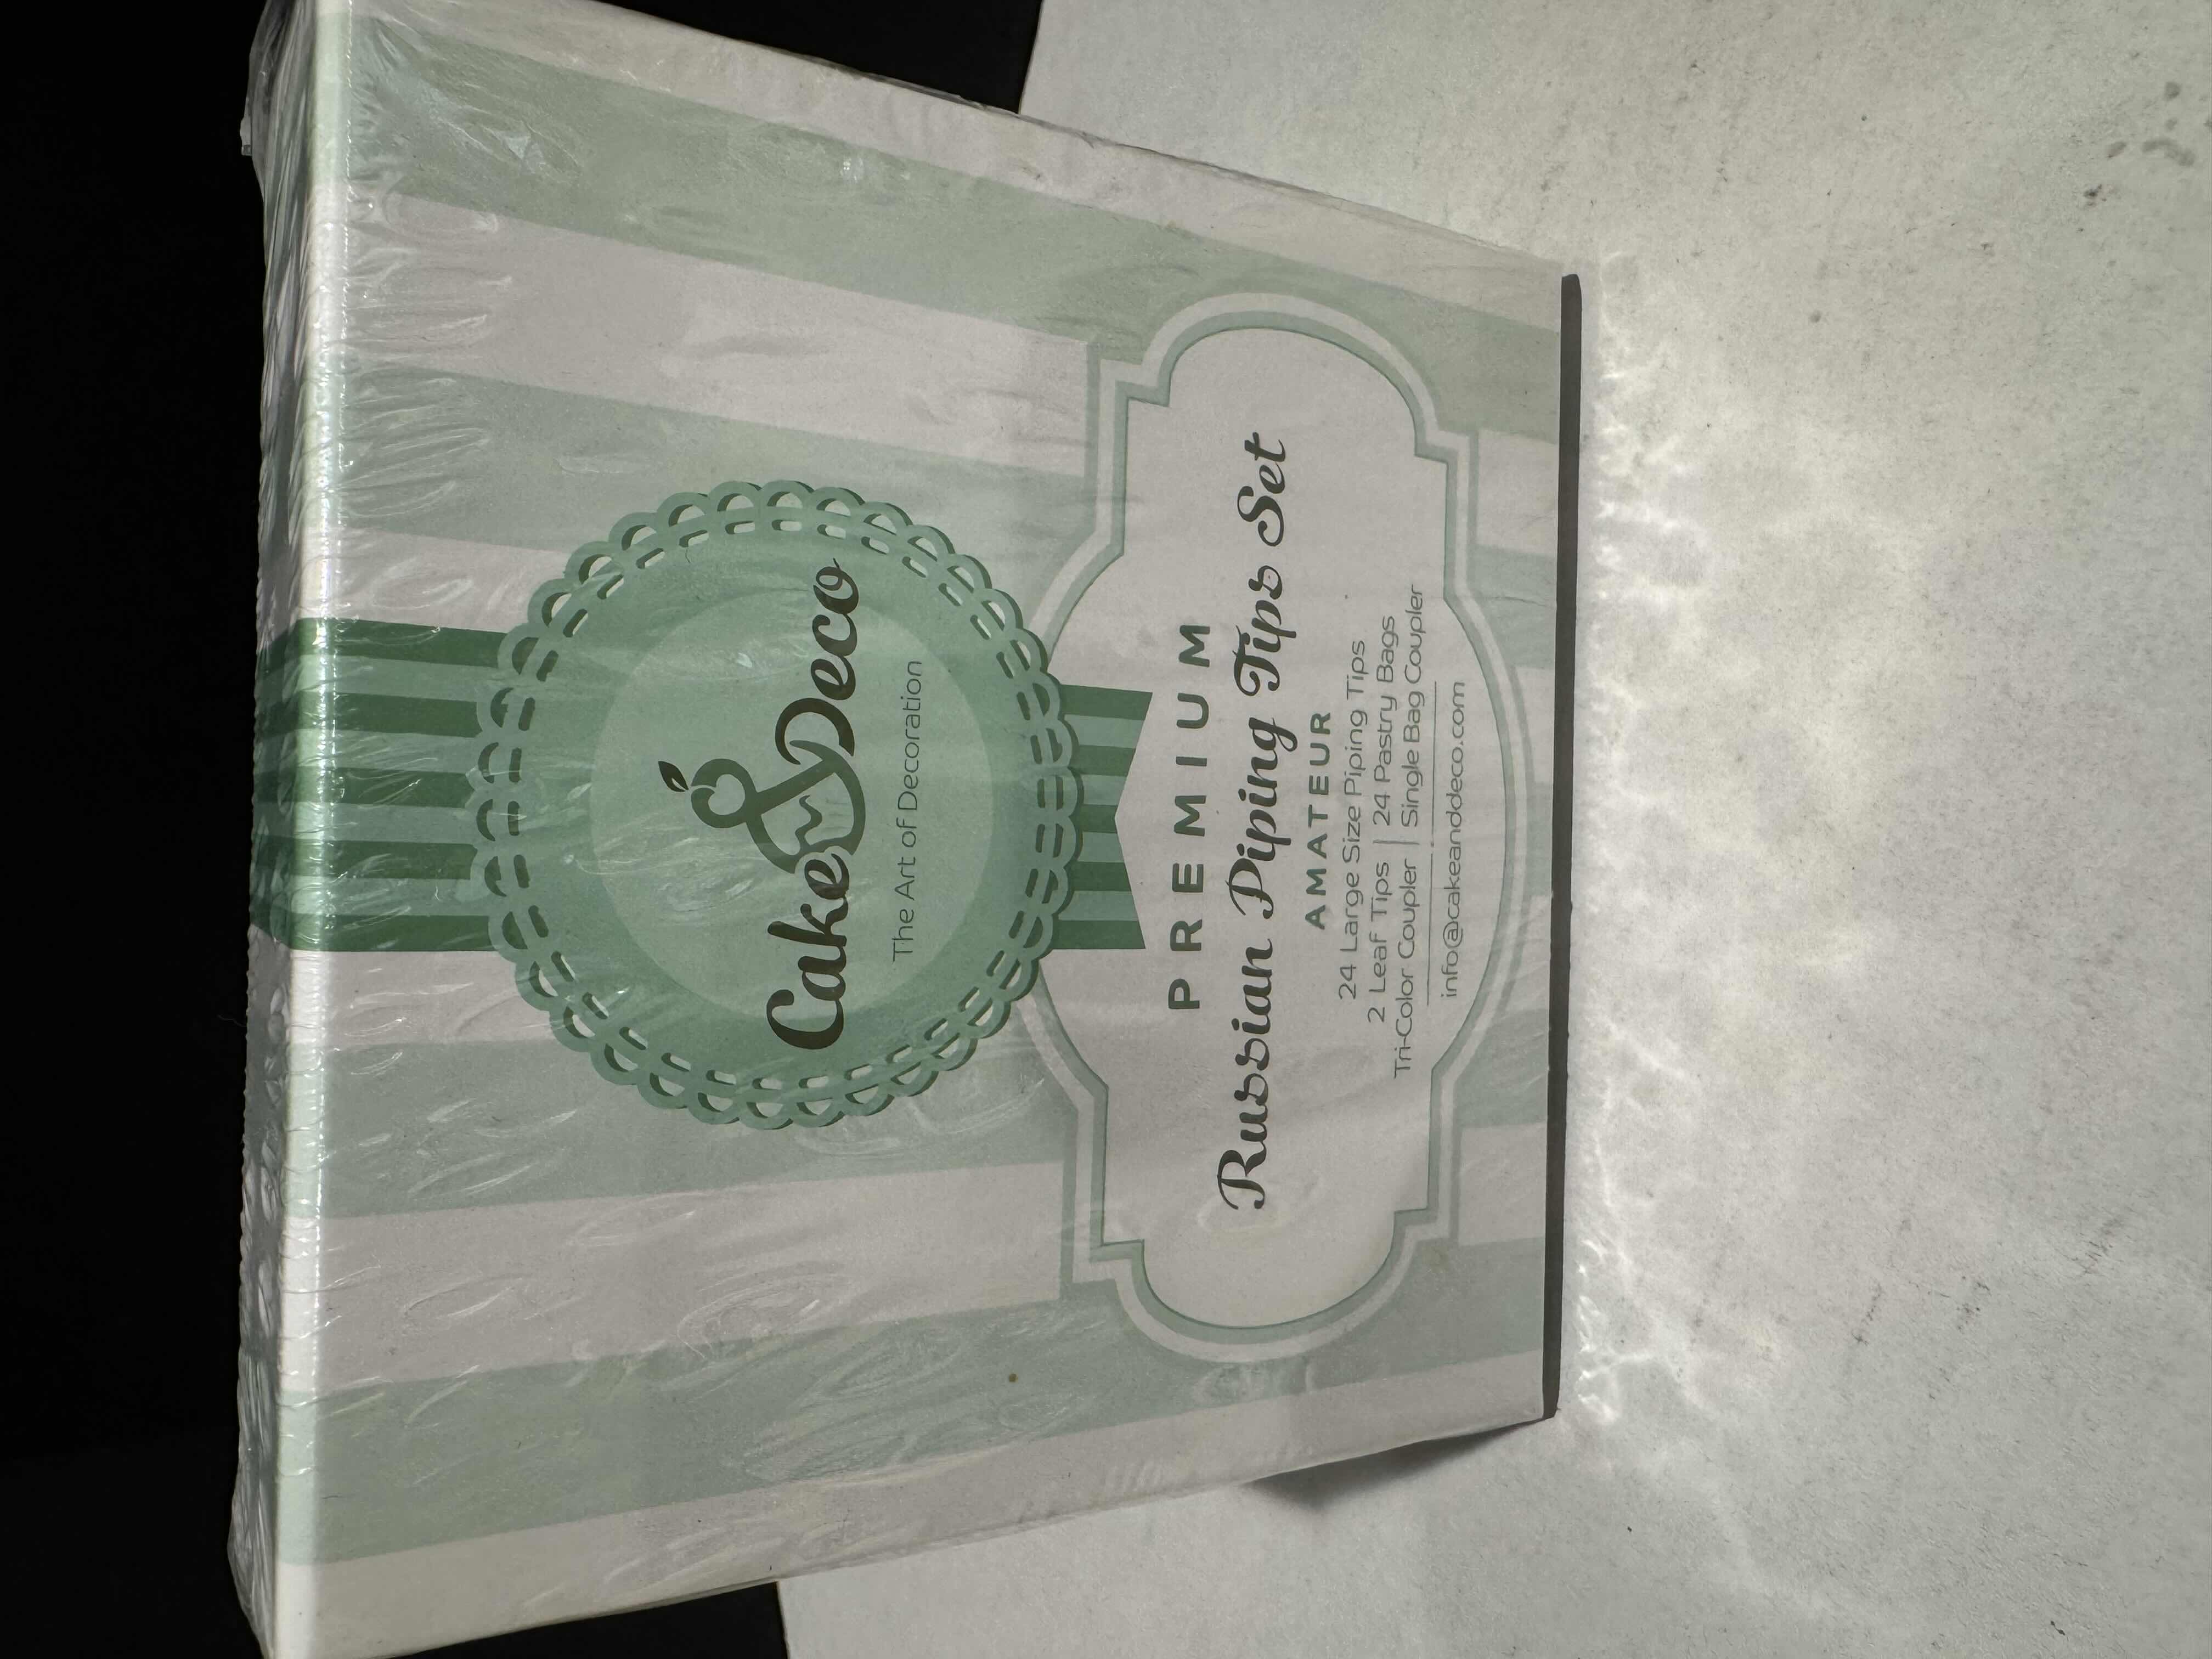 Cake & Deco
The Art of Decoration
PREMIUM
Russian Piping Tips Set
AMATEUR
24 Large Size Piping Tips
2 Leaf Tips | 24 Pastry Bags
Tri-Color Coupler | Single Bag Coupler
info@cakeanddeco.com